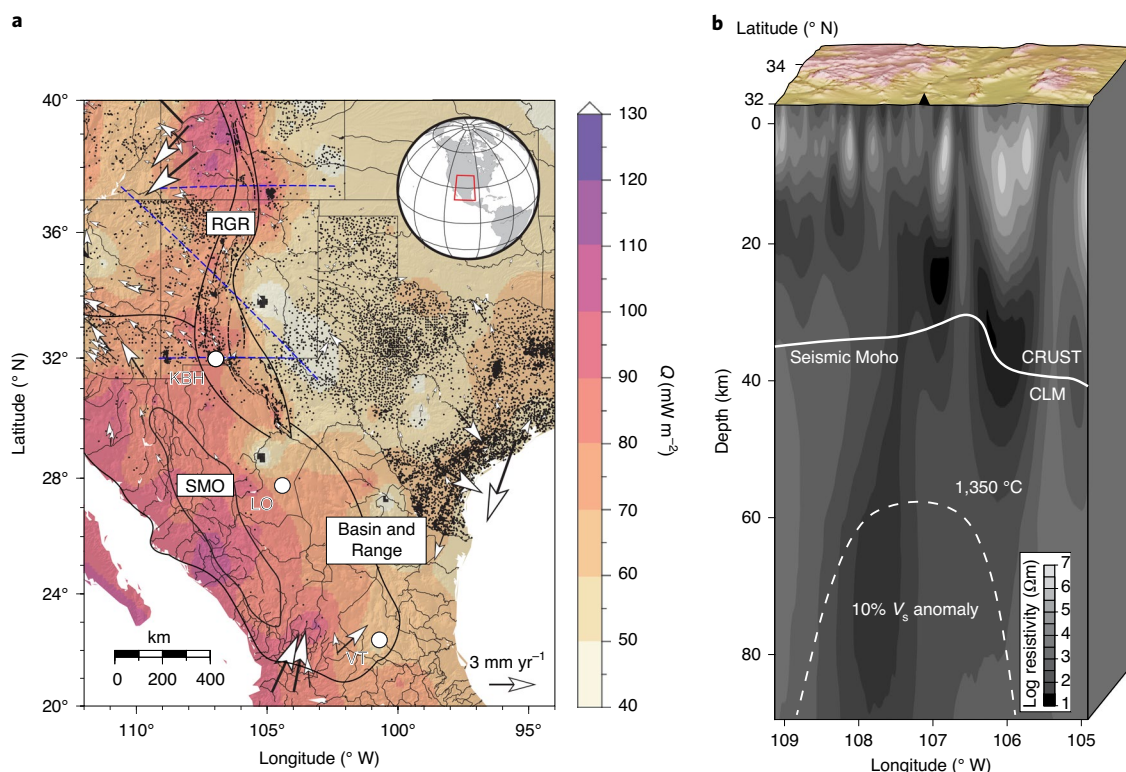 a
40°
36°
32°
28°
24°
20°
Latitude (° N)
110°
105°
100°
95°
Longitude (° W)
RGR
KBH
SMO
LO
Basin and
Range
VT
km
0 200 400
3 mm yr⁻¹
130
120
110
100
90
80
70
60
50
40
Q (mW m⁻²)
b
Latitude (° N)
34
32
0
20
40
60
80
Depth (km)
Seismic Moho
CRUST
CLM
1,350 °C
10% Vs anomaly
Log resistivity (Ωm)
7
6
5
4
3
2
1
109
108
107
106
105
Longitude (° W)